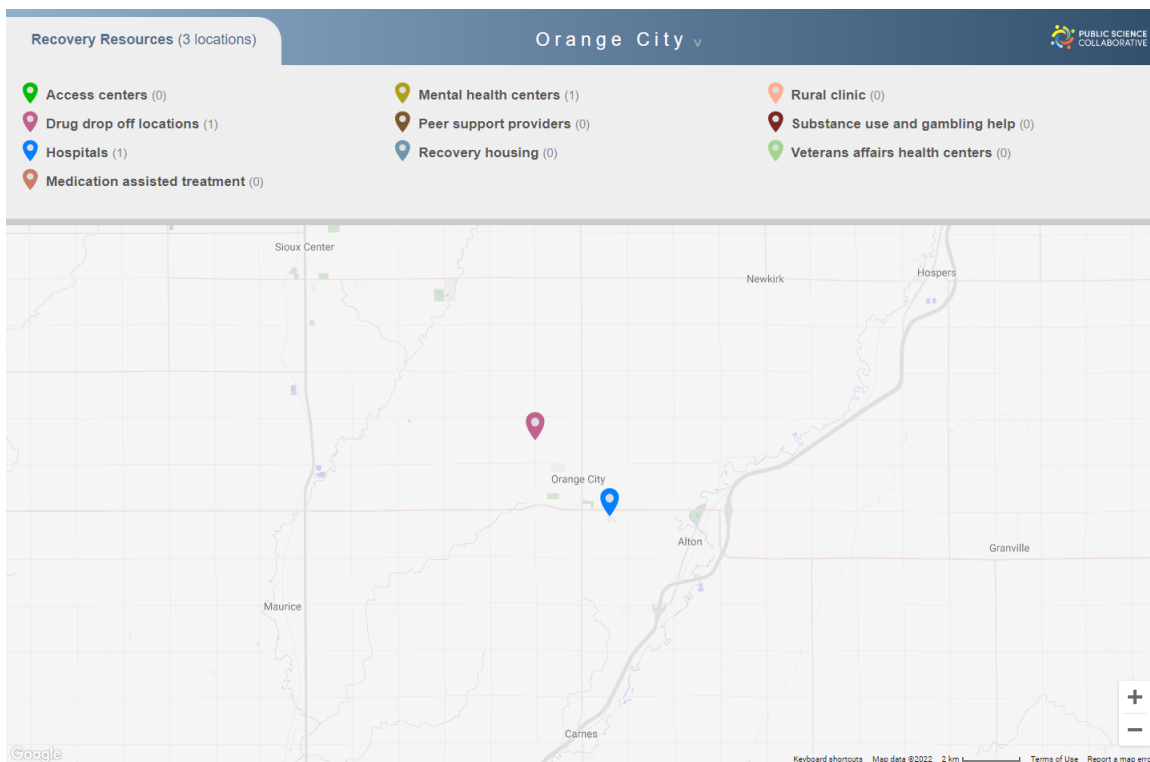 Recovery Resources (3 locations)
Orange City v
PUBLIC SCIENCE
COLLABORATIVE
Access centers (0)
Mental health centers (1)
Rural clinic (0)
Drug drop off locations (1)
Peer support providers (0)
Substance use and gambling help (0)
Hospitals (1)
Recovery housing (0)
Veterans affairs health centers (0)
Medication assisted treatment (0)
Sioux Center
Hospers
Newkirk
Orange City
Alton
Granville
Maurice
Carnes
+
−
Google
Keyboard shortcuts Map data ©2022 2 km Terms of Use Report a map erro